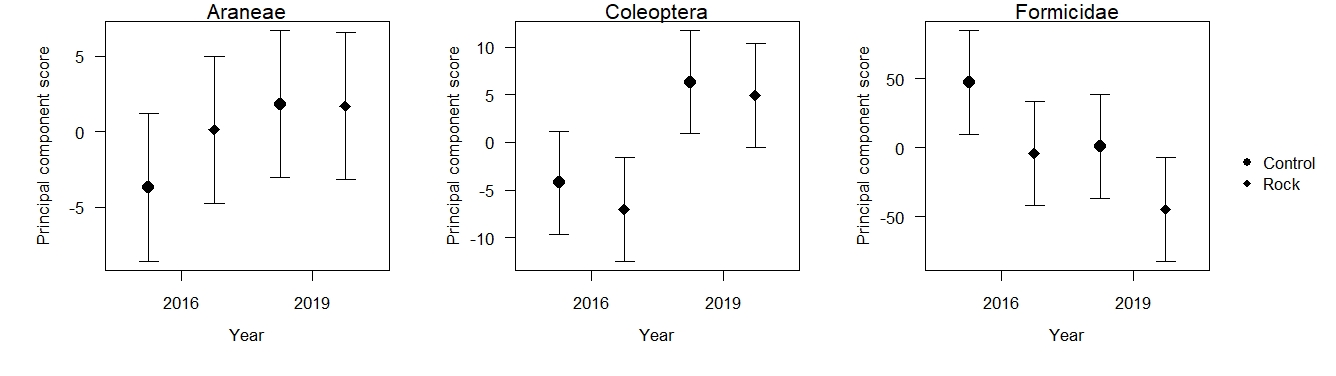 Araneae
Principal component score
5
0
-5
2016 2019
Year
Coleoptera
Principal component score
10
5
0
-5
-10
2016 2019
Year
Formicidae
Principal component score
50
0
-50
2016 2019
Year
Control
Rock